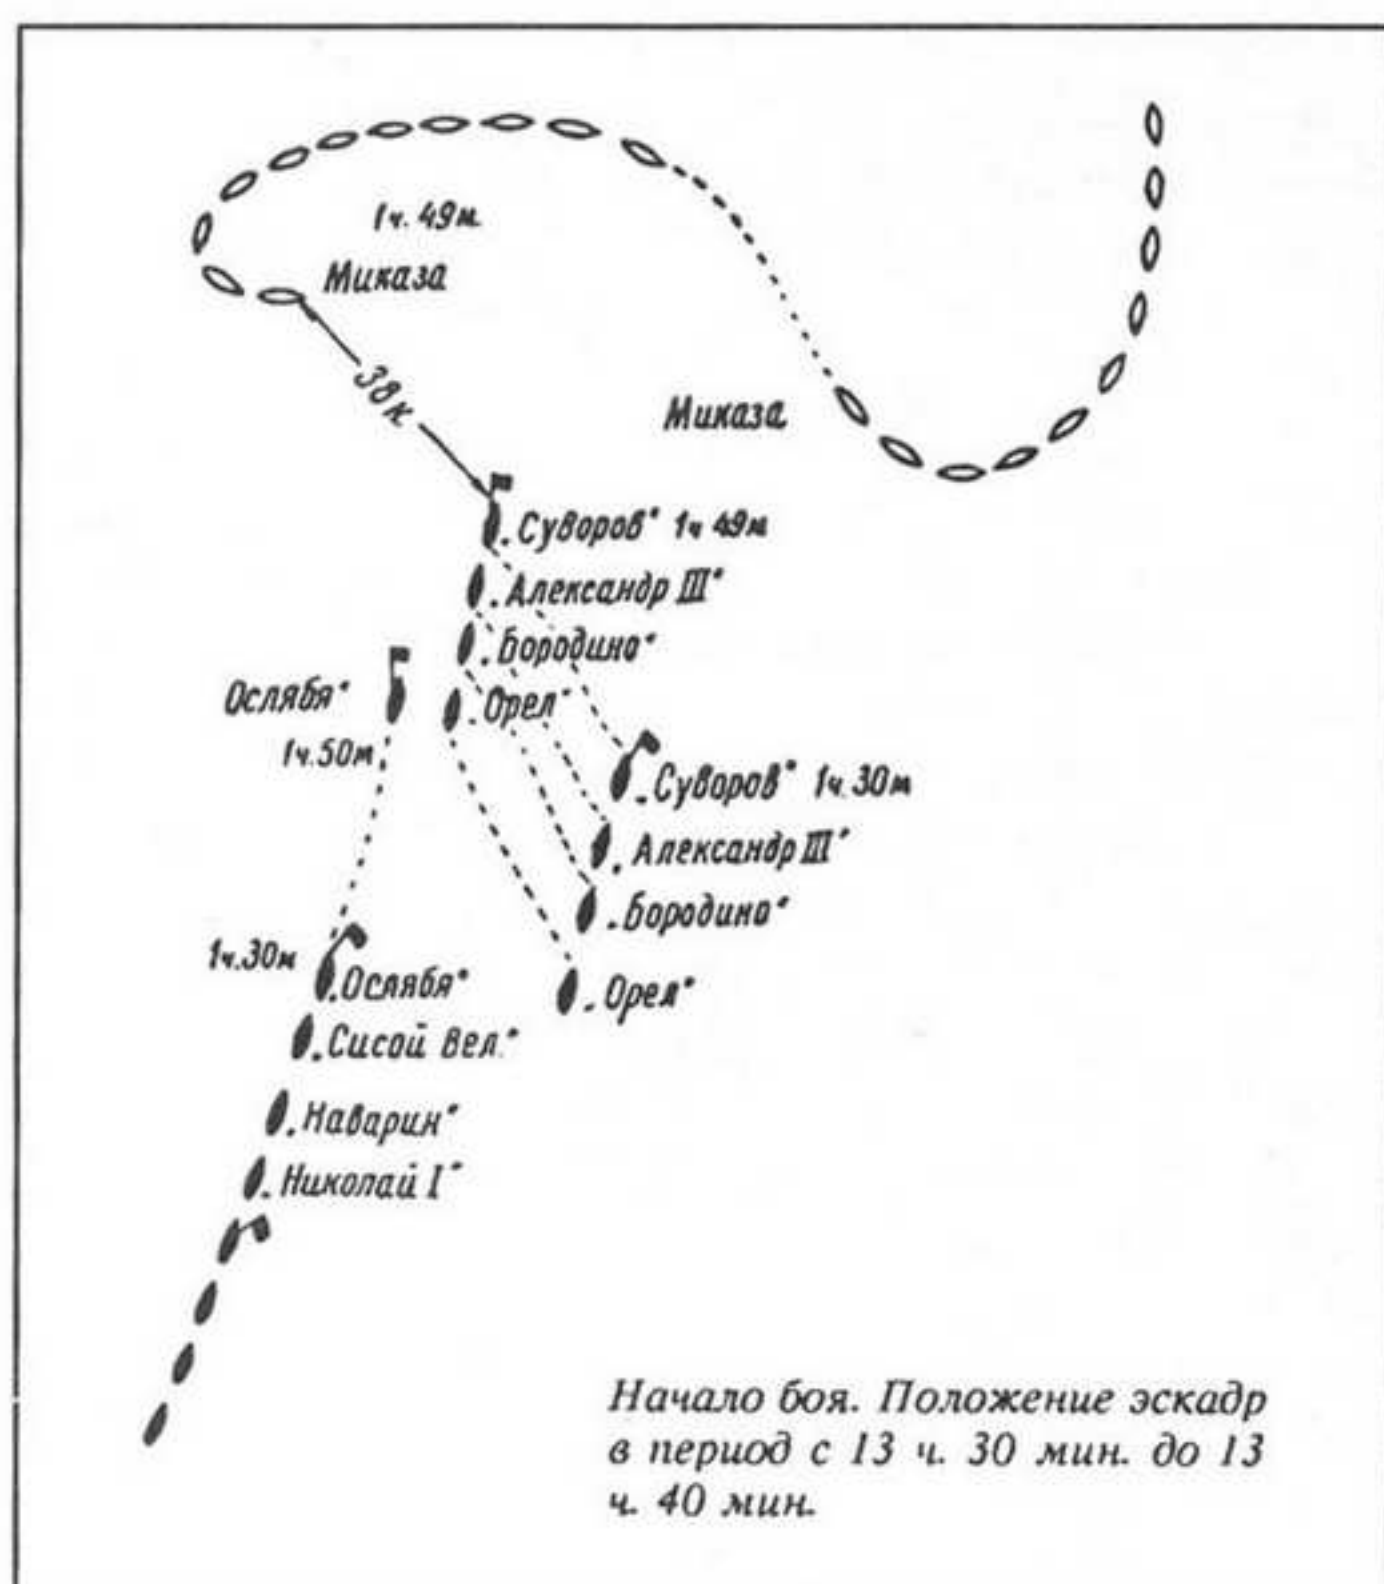 1ч. 49м
Миказа
38к
Миказа
„Суворов" 1ч 49м
„Александр III"
„Бородино"
Ослябя"
„Орел"
1ч. 50м
„Суворов" 1ч. 30м
„Александр III"
„Бородино"
1ч. 30м
„Ослябя"
„Орел"
„Сисой Вел."
„Наварин"
„Николай I"
Начало боя. Положение эскадр
в период с 13 ч. 30 мин. до 13
ч. 40 мин.